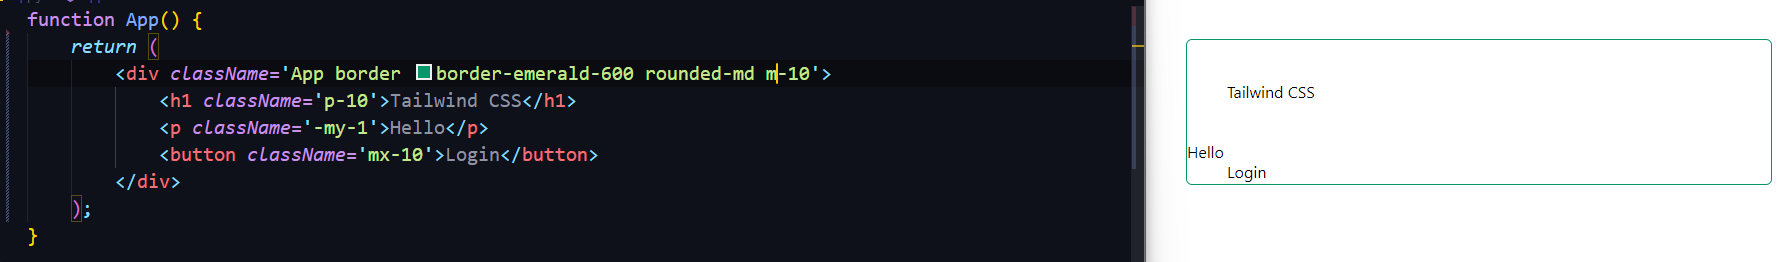 function App() {
return (
<div className='App border border-emerald-600 rounded-md m-10'>
<h1 className='p-10'>Tailwind CSS</h1>
<p className='-my-1'>Hello</p>
<button className='mx-10'>Login</button>
</div>
);
}
Tailwind CSS
Hello
Login